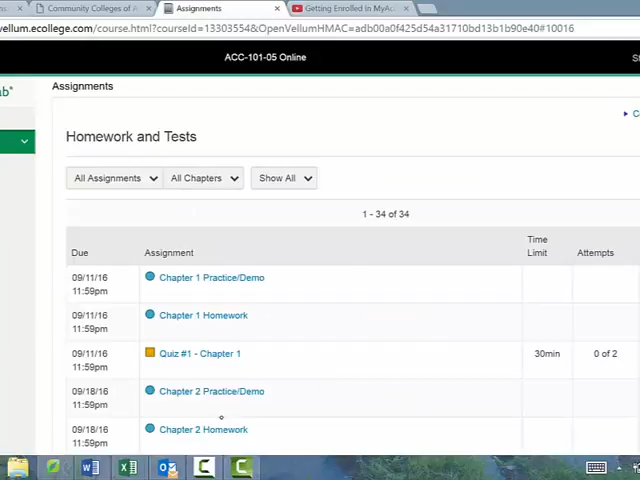 Community Colleges of A
Assignments
Getting Enrolled in MyAc
vellum.ecollege.com/course.html?courseId=13303554&OpenVellumHMAC=adb00a0f425d54a31710bd13b1b90e40#10016
ACC-101-05 Online
St
ab
Assignments
C
Homework and Tests
All Assignments All Chapters Show All
1 - 34 of 34
Due Assignment Time Limit Attempts
09/11/16 Chapter 1 Practice/Demo
11:59pm
09/11/16 Chapter 1 Homework
11:59pm
09/11/16 Quiz #1 - Chapter 1 30min 0 of 2
11:59pm
09/18/16 Chapter 2 Practice/Demo
11:59pm
09/18/16 Chapter 2 Homework
11:59pm